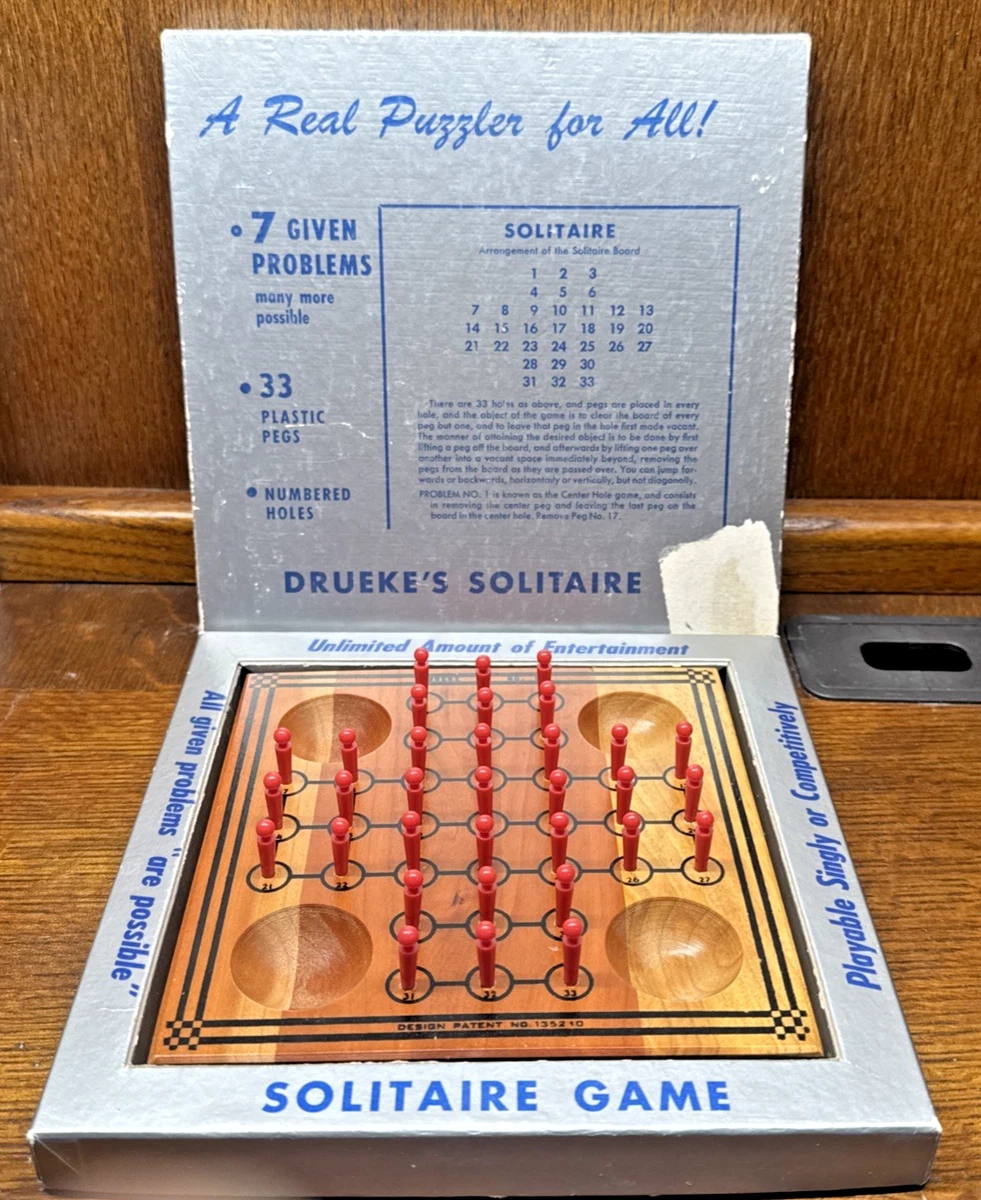 A Real Puzzler for All!
• 7 GIVEN
PROBLEMS
many more
possible
• 33
PLASTIC
PEGS
• NUMBERED
HOLES
SOLITAIRE
Arrangement of the Solitaire Board
1 2 3
4 5 6
7 8 9 10 11 12 13
14 15 16 17 18 19 20
21 22 23 24 25 26 27
28 29 30
31 32 33
There are 33 holes as above, and pegs are placed in every
hole, and the object of the game is to clear the board of every
peg but one, and to leave that peg in the hole first made vacant.
The manner of attaining the desired object is to be done by first
lifting a peg off the board, and afterwards by lifting one peg over
another into a vacant space immediately beyond, removing the
pegs from the board as they are passed over. You can jump for-
wards or backwards, horizontally or vertically, but not diagonally.
PROBLEM NO. 1 is known as the Center Hole game, and consists
in removing the center peg and leaving the last peg on the
board in the center hole. Remove Peg No. 17.
DRUEKE'S SOLITAIRE
Unlimited Amount of Entertainment
All given problems "are possible"
Playable Singly or Competitively
21 22 26 27
31 32 33
DESIGN PATENT NO. 135210
SOLITAIRE GAME